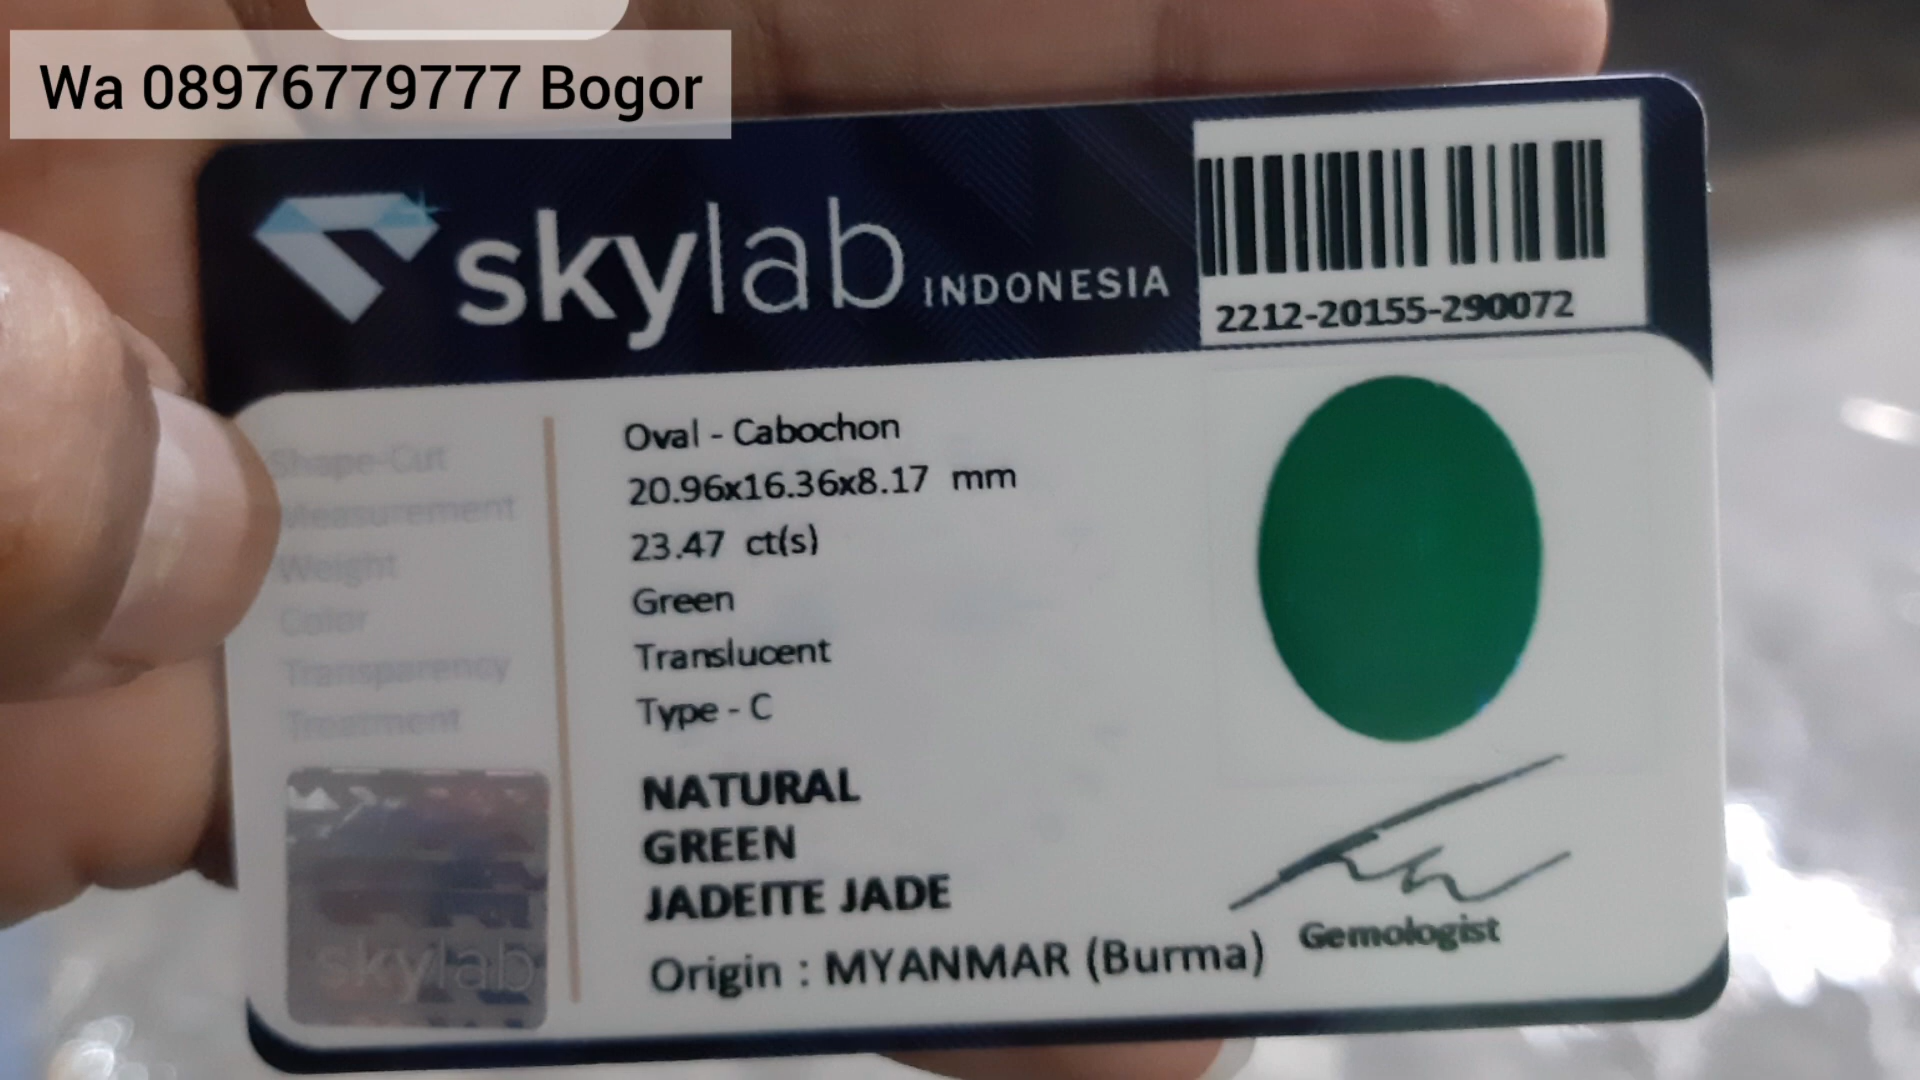 Wa 08976779777 Bogor
skylab INDONESIA
2212-20155-290072
Shape-Cut
Oval - Cabochon
Measurement
20.96x16.36x8.17 mm
Weight
23.47 ct(s)
Color
Green
Transparency
Translucent
Treatment
Type - C
NATURAL
GREEN
JADEITE JADE
Origin : MYANMAR (Burma)
Gemologist
skylab